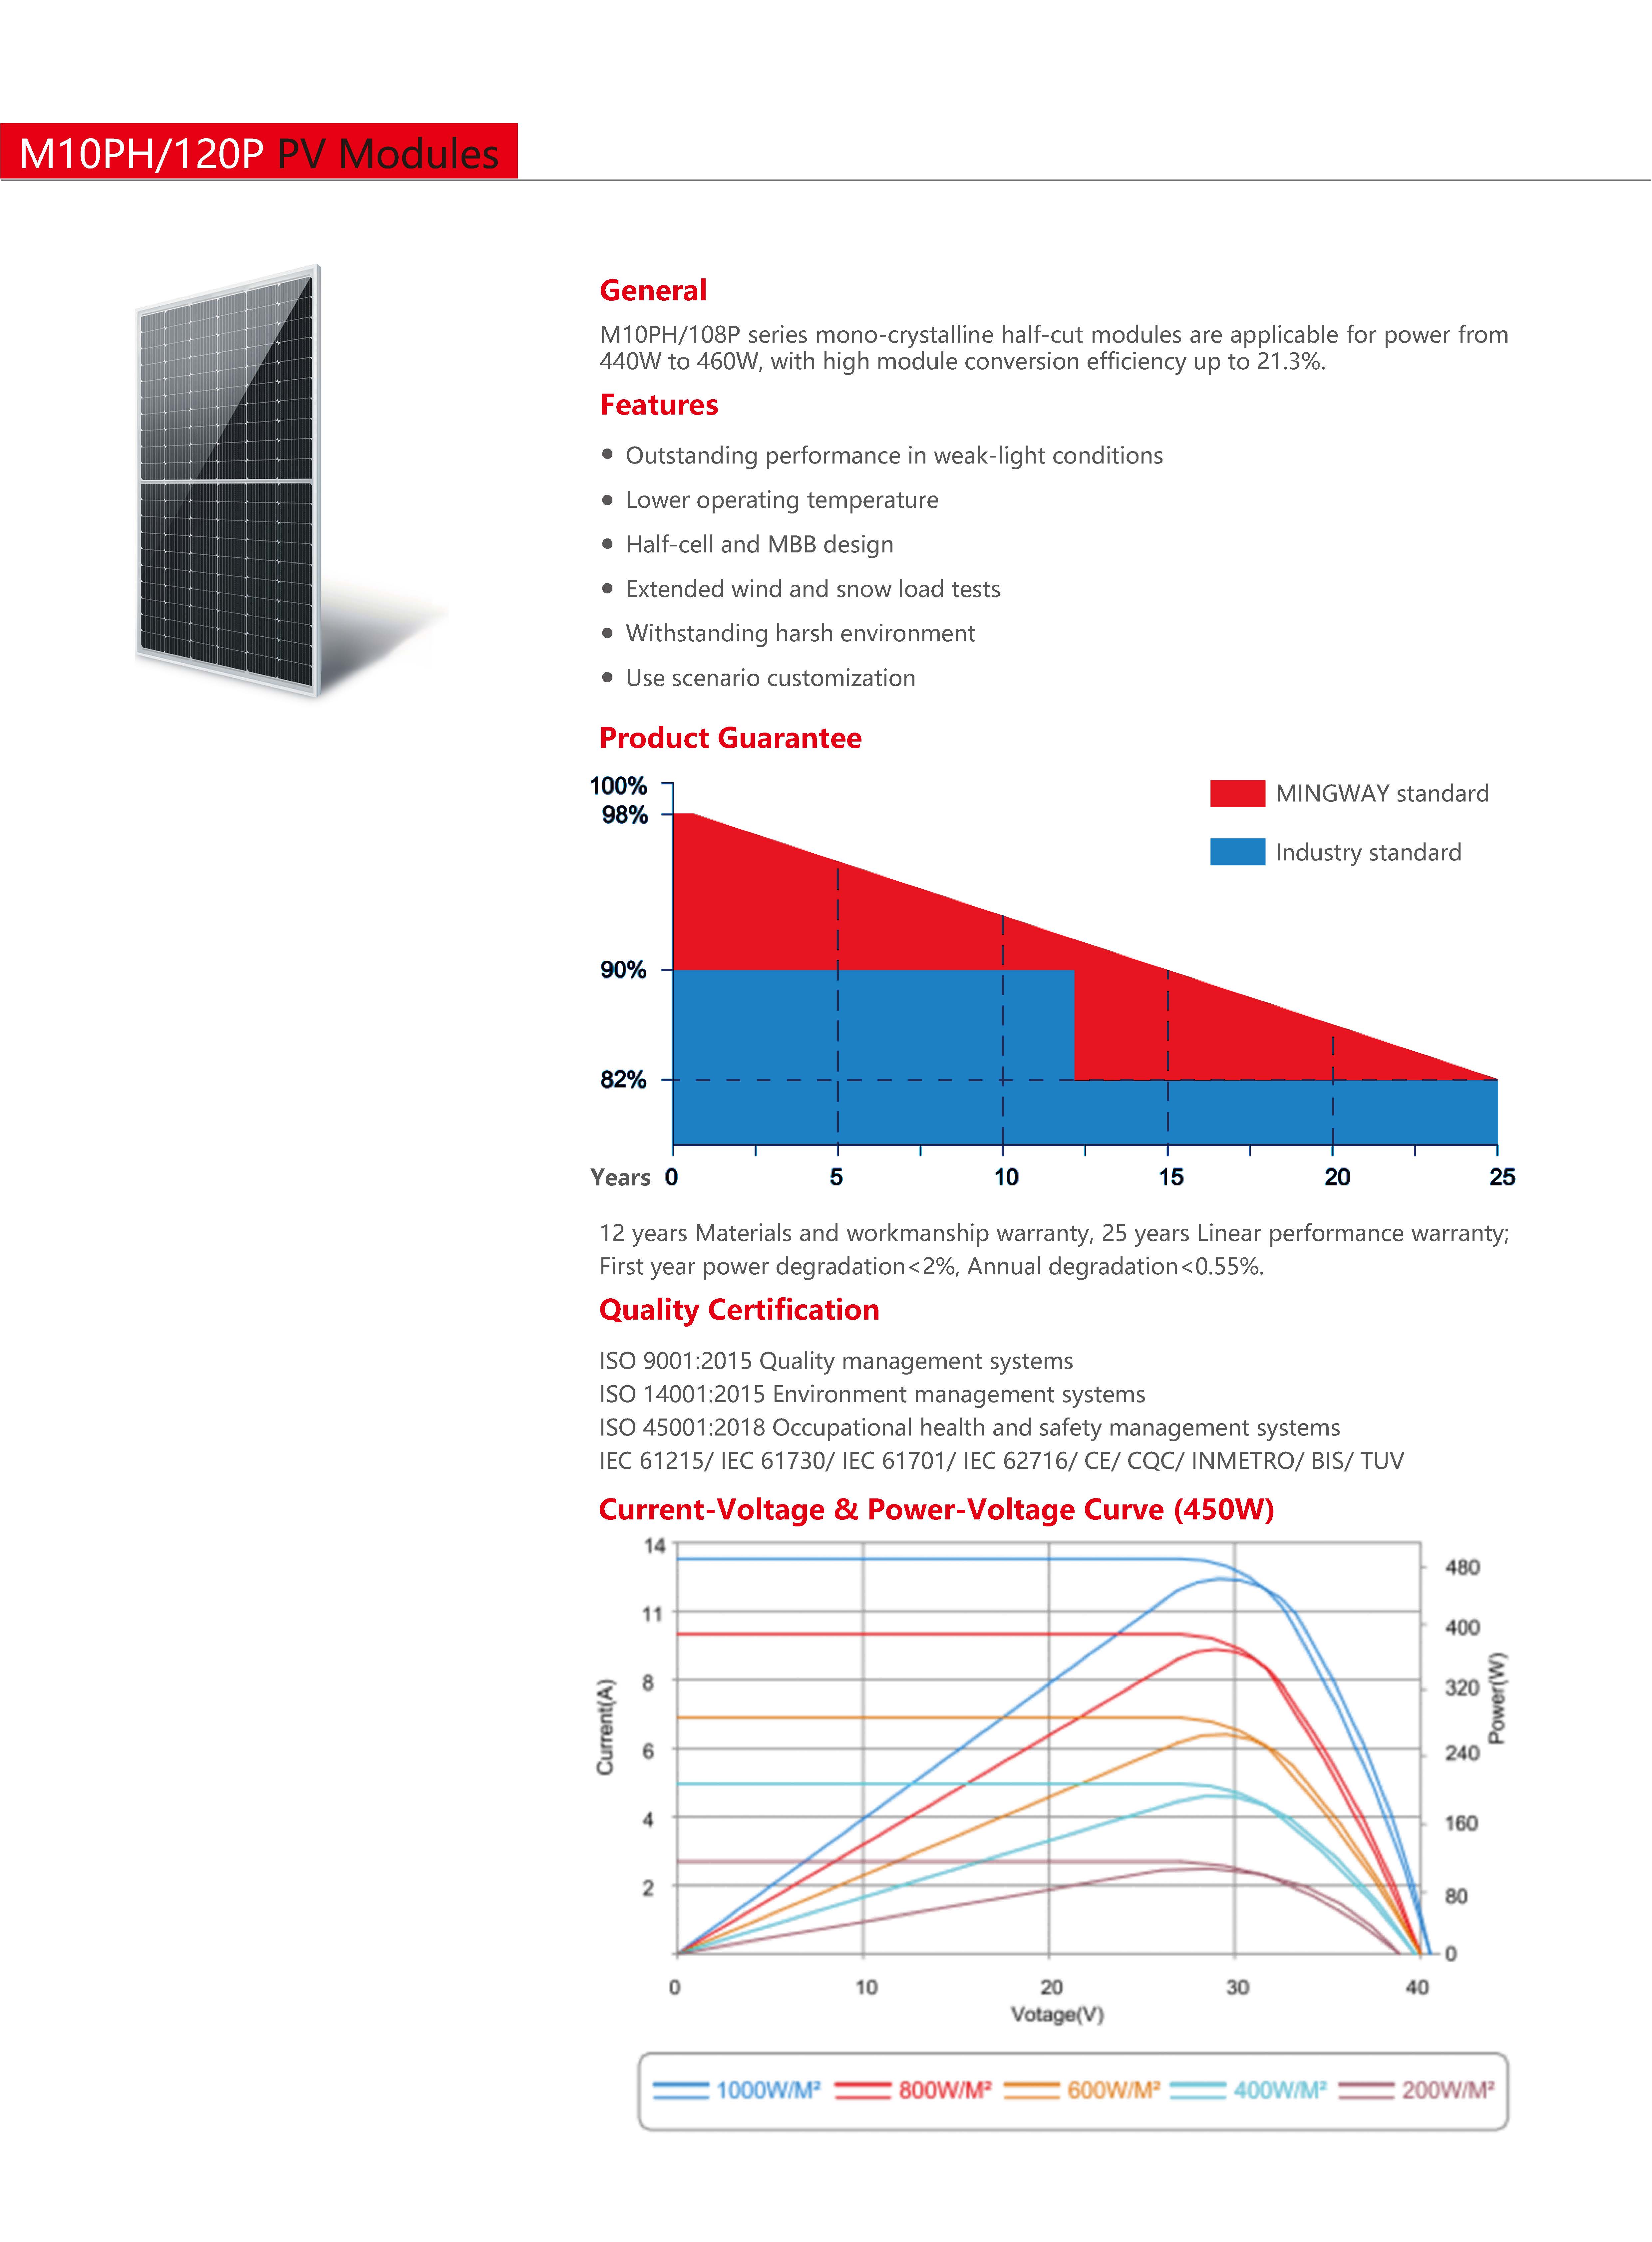 M10PH/120P PV Modules
General
M10PH/108P series mono-crystalline half-cut modules are applicable for power from
440W to 460W, with high module conversion efficiency up to 21.3%.
Features
● Outstanding performance in weak-light conditions
● Lower operating temperature
● Half-cell and MBB design
● Extended wind and snow load tests
● Withstanding harsh environment
● Use scenario customization
Product Guarantee
100%
98%
90%
82%
MINGWAY standard
Industry standard
Years 0 5 10 15 20 25
12 years Materials and workmanship warranty, 25 years Linear performance warranty;
First year power degradation<2%, Annual degradation<0.55%.
Quality Certification
ISO 9001:2015 Quality management systems
ISO 14001:2015 Environment management systems
ISO 45001:2018 Occupational health and safety management systems
IEC 61215/ IEC 61730/ IEC 61701/ IEC 62716/ CE/ CQC/ INMETRO/ BIS/ TUV
Current-Voltage & Power-Voltage Curve (450W)
14
11
8
6
4
2
Current(A)
480
400
320
240
160
80
0
Power(W)
0 10 20 30 40
Votage(V)
1000W/M² 800W/M² 600W/M² 400W/M² 200W/M²